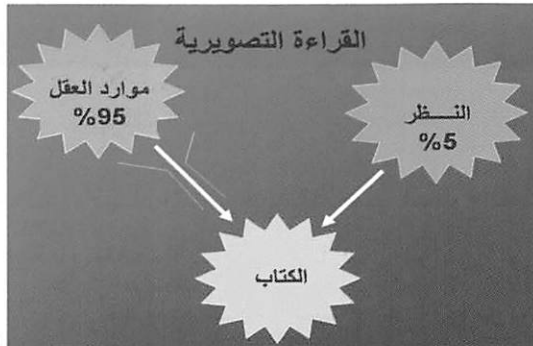 القراءة التصويرية
النـــظر
%5
موارد العقل
%95
الكتاب